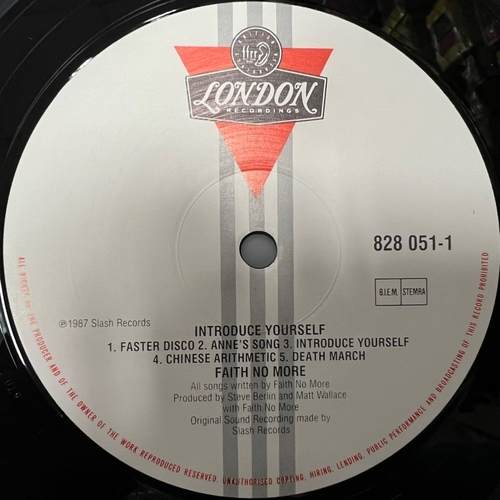 ffrr
LONDON
RECORDINGS
828 051-1
B.I.E.M. STEMRA
℗1987 Slash Records
INTRODUCE YOURSELF
1. FASTER DISCO 2. ANNE'S SONG 3. INTRODUCE YOURSELF
4. CHINESE ARITHMETIC 5. DEATH MARCH
FAITH NO MORE
All songs written by Faith No More
Produced by Steve Berlin and Matt Wallace
with Faith No More
Original Sound Recording made by
Slash Records
ALL RIGHTS OF THE PRODUCER AND OF THE OWNER OF THE WORK REPRODUCED RESERVED. UNAUTHORISED COPYING, HIRING, LENDING, PUBLIC PERFORMANCE AND BROADCASTING OF THIS RECORD PROHIBITED